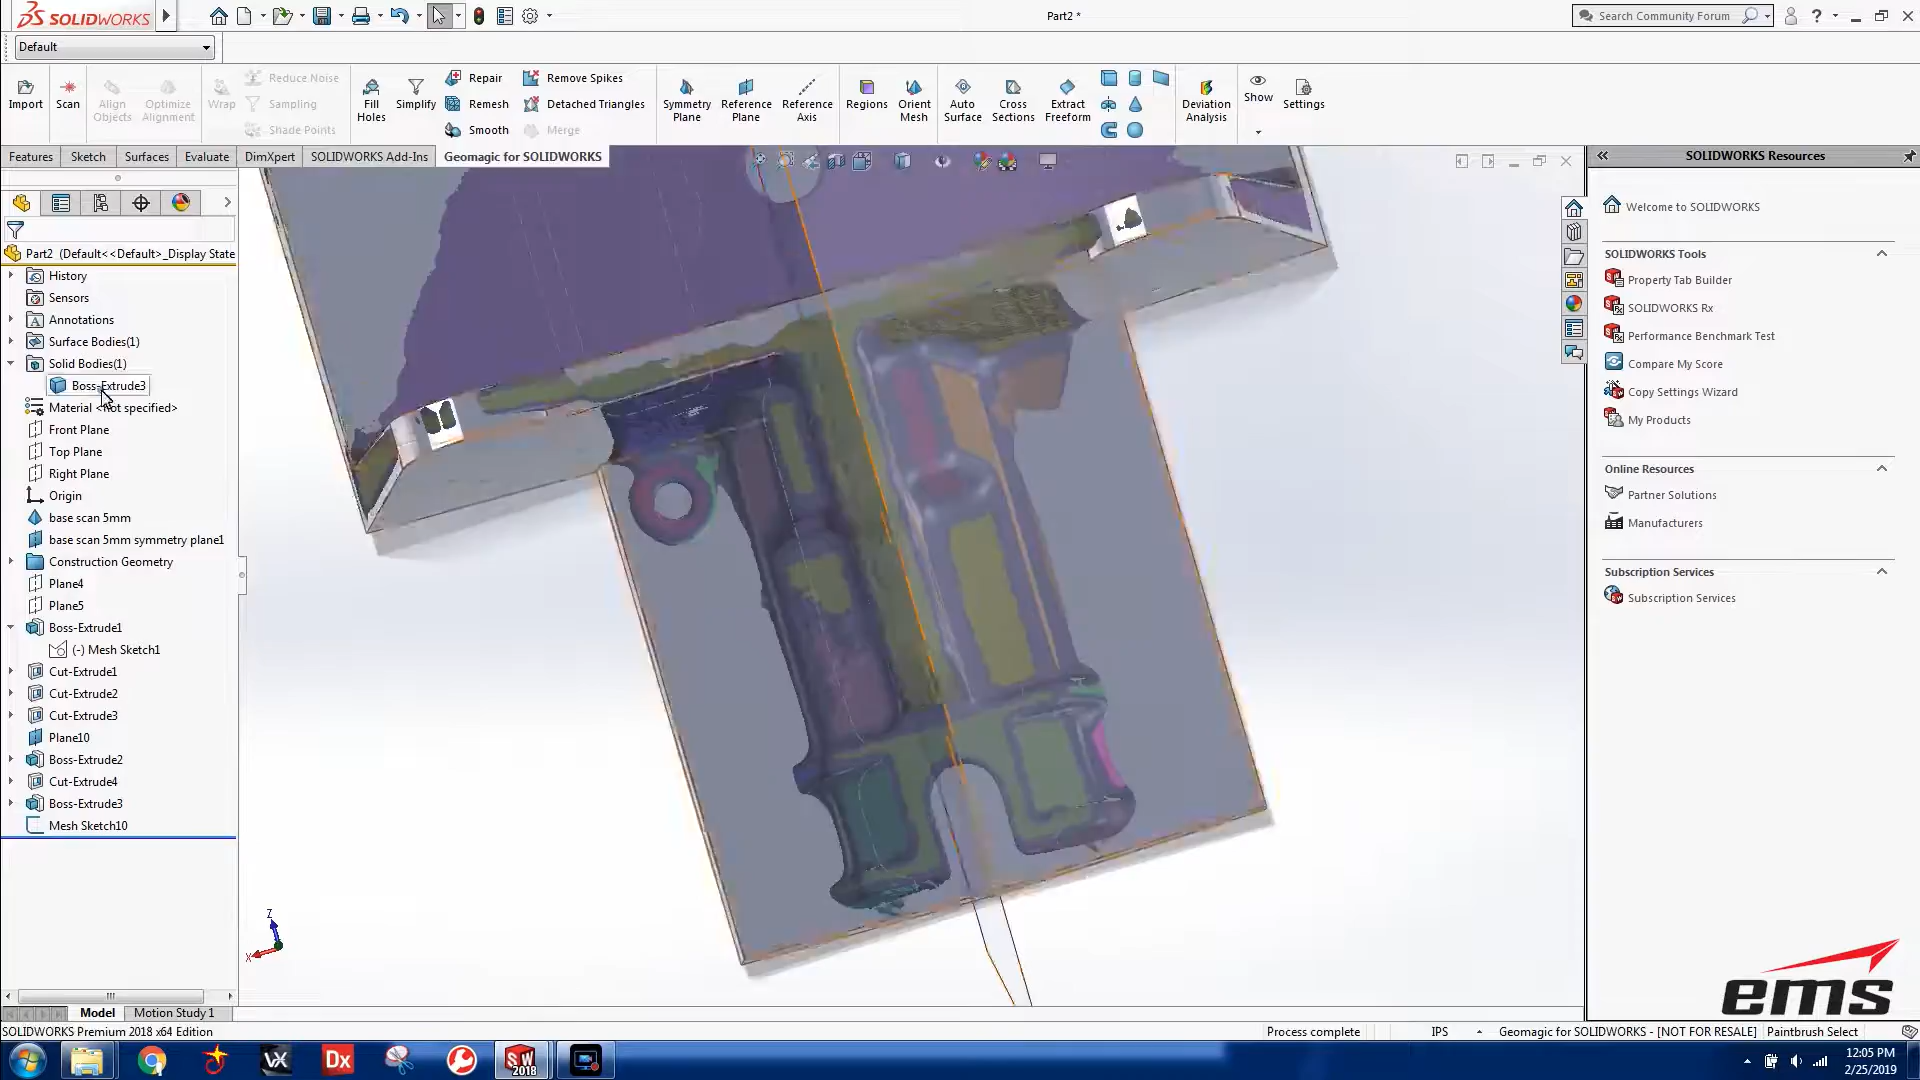 SOLIDWORKS
Part2 *
Search Community Forum
?
Default
Import
Scan
Align Objects
Optimize Alignment
Wrap
Reduce Noise
Sampling
Shade Points
Fill Holes
Simplify
Repair
Remesh
Smooth
Remove Spikes
Detached Triangles
Merge
Symmetry Plane
Reference Plane
Reference Axis
Regions
Orient Mesh
Auto Surface
Cross Sections
Extract Freeform
Deviation Analysis
Show
Settings
Features
Sketch
Surfaces
Evaluate
DimXpert
SOLIDWORKS Add-Ins
Geomagic for SOLIDWORKS
Part2 (Default<<Default>_Display State
History
Sensors
Annotations
Surface Bodies(1)
Solid Bodies(1)
Boss-Extrude3
Material <not specified>
Front Plane
Top Plane
Right Plane
Origin
base scan 5mm
base scan 5mm symmetry plane1
Construction Geometry
Plane4
Plane5
Boss-Extrude1
(-) Mesh Sketch1
Cut-Extrude1
Cut-Extrude2
Cut-Extrude3
Plane10
Boss-Extrude2
Cut-Extrude4
Boss-Extrude3
Mesh Sketch10
Z
X
SOLIDWORKS Resources
Welcome to SOLIDWORKS
SOLIDWORKS Tools
Property Tab Builder
SOLIDWORKS Rx
Performance Benchmark Test
Compare My Score
Copy Settings Wizard
My Products
Online Resources
Partner Solutions
Manufacturers
Subscription Services
Subscription Services
ems
Model
Motion Study 1
SOLIDWORKS Premium 2018 x64 Edition
Process complete
IPS
Geomagic for SOLIDWORKS - [NOT FOR RESALE]
Paintbrush Select
VX
Dx
SW
2018
12:05 PM
2/25/2019